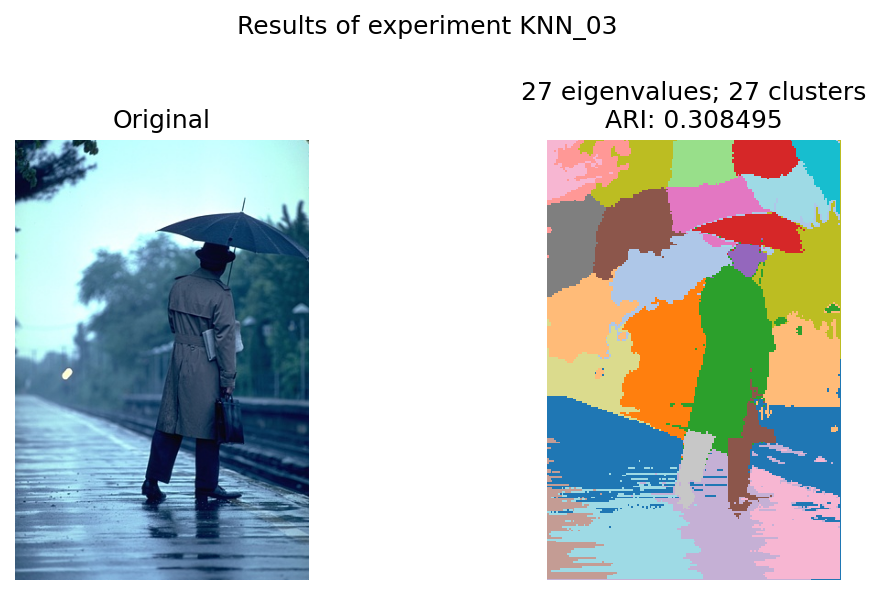 Results of experiment KNN_03
Original
27 eigenvalues; 27 clusters
ARI: 0.308495